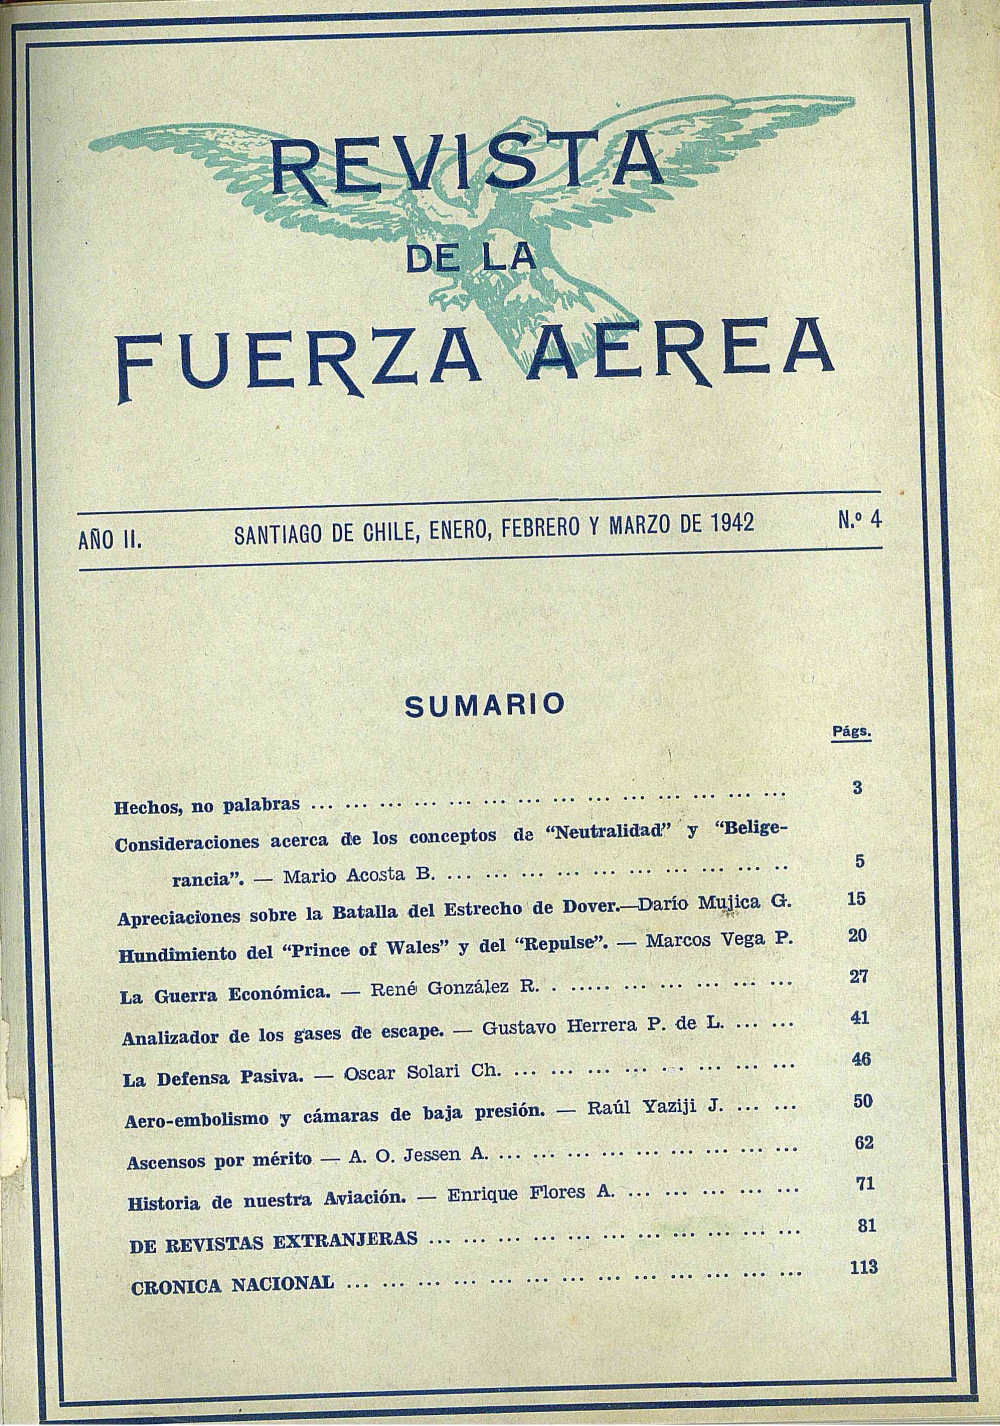 REVISTA
DE LA
FUERZA AEREA
AÑO II. SANTIAGO DE CHILE, ENERO, FEBRERO Y MARZO DE 1942 N.º 4
SUMARIO
Págs.
Hechos, no palabras ... ... ... ... ... ... ... ... ... ... ... ... ... ... 3
Consideraciones acerca de los conceptos de “Neutralidad” y “Belige-
rancia”. — Mario Acosta B. ... ... ... ... ... ... ... ... ... .. 5
Apreciaciones sobre la Batalla del Estrecho de Dover.—Darío Mujica G. 15
Hundimiento del “Prince of Wales” y del “Repulse”. — Marcos Vega P. 20
La Guerra Económica. — René González R. . ..... ... ... ... ... ... 27
Analizador de los gases de escape. — Gustavo Herrera P. de L. ... ... 41
La Defensa Pasiva. — Oscar Solari Ch. ... ... ... ... ... ... ... ... 46
Aero-embolismo y cámaras de baja presión. — Raúl Yaziji J. ... ... 50
Ascensos por mérito — A. O. Jessen A. ... ... ... ... ... ... ... ... ... 62
Historia de nuestra Aviación. — Enrique Flores A. ... ... ... ... ... 71
DE REVISTAS EXTRANJERAS ... ... ... ... ... ... ... ... ... ... ... 81
CRONICA NACIONAL ... ... ... ... ... ... ... ... ... ... ... ... ... 113